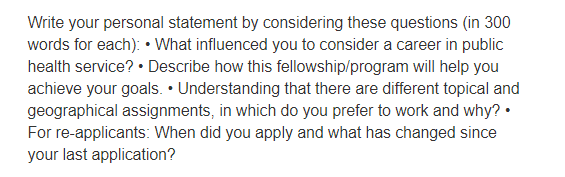 Write your personal statement by considering these questions (in 300
words for each): • What influenced you to consider a career in public
health service? • Describe how this fellowship/program will help you
achieve your goals. • Understanding that there are different topical and
geographical assignments, in which do you prefer to work and why? •
For re-applicants: When did you apply and what has changed since
your last application?